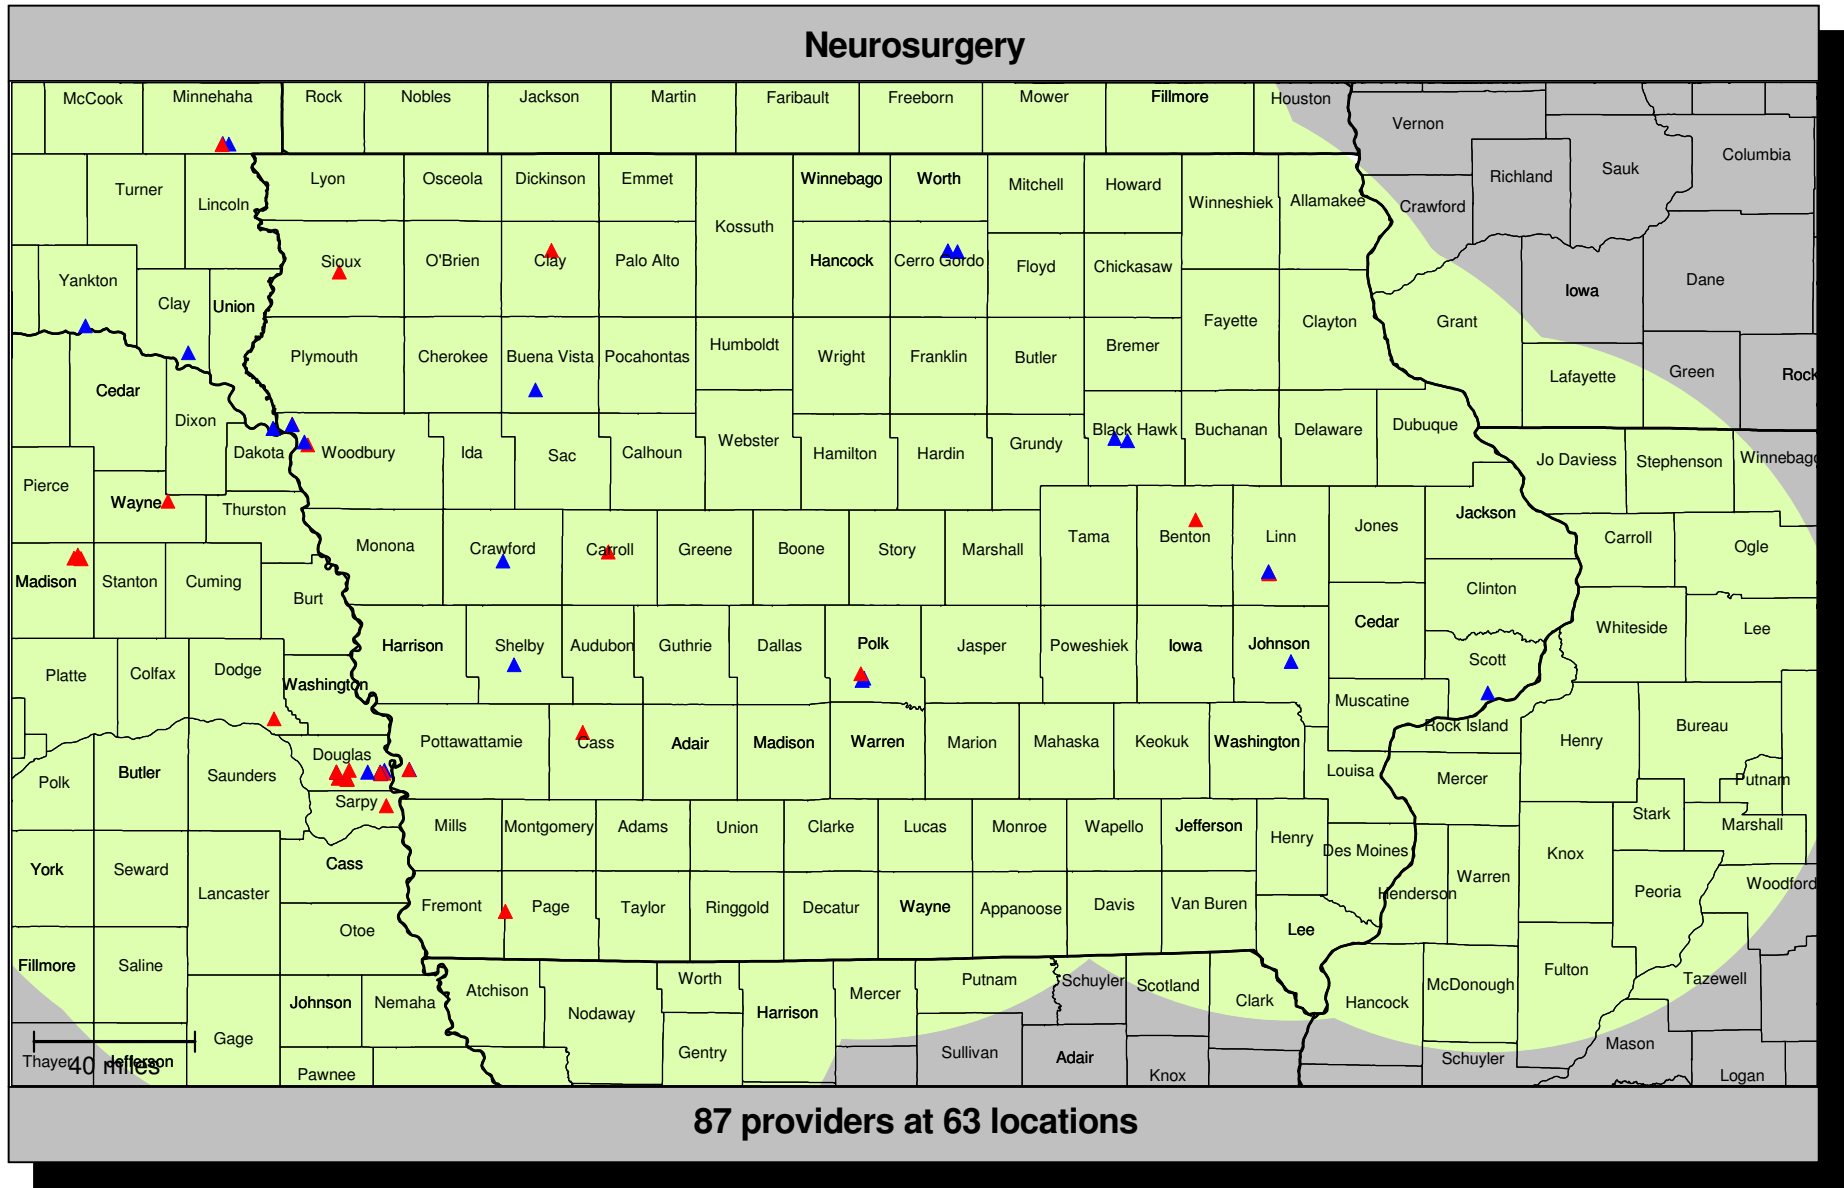 Neurosurgery
McCook Minnehaha Rock Nobles Jackson Martin Faribault Freeborn Mower Fillmore Houston
Vernon
Columbia
Sauk
Richland
Turner Lyon Osceola Dickinson Emmet Winnebago Worth Mitchell Howard
Lincoln Winneshiek Allamakee Crawford
Kossuth
Yankton Sioux O'Brien Clay Palo Alto Hancock Cerro Gordo Floyd Chickasaw Dane
Iowa
Clay Union
Fayette Clayton Grant
Plymouth Cherokee Buena Vista Pocahontas Humboldt Wright Franklin Butler Bremer
Lafayette Green Rock
Cedar
Dixon Dubuque
Dakota Woodbury Ida Sac Calhoun Webster Hamilton Hardin Grundy Black Hawk Buchanan Delaware
Jo Daviess Stephenson Winnebago
Pierce
Wayne Thurston
Jackson
Monona Crawford Carroll Greene Boone Story Marshall Tama Benton Linn Jones Carroll Ogle
Madison Stanton Cuming
Burt Clinton
Cedar Whiteside Lee
Platte Colfax Dodge Harrison Shelby Audubon Guthrie Dallas Polk Jasper Poweshiek Iowa Johnson
Scott
Washington
Muscatine
Rock Island Bureau
Pottawattamie Cass Adair Madison Warren Marion Mahaska Keokuk Washington Henry
Douglas
Polk Butler Saunders Louisa Mercer Putnam
Sarpy
Stark
Mills Montgomery Adams Union Clarke Lucas Monroe Wapello Jefferson Henry Marshall
Des Moines Knox
York Seward Cass
Lancaster Henderson Warren Peoria Woodford
Fremont Page Taylor Ringgold Decatur Wayne Appanoose Davis Van Buren
Otoe Lee
Fillmore Saline
Worth Putnam Schuyler Scotland Fulton Tazewell
Johnson Nemaha Atchison Mercer Clark Hancock McDonough
Nodaway Harrison
Gage
Gentry Sullivan Adair Schuyler Mason
Thayer Jefferson
40 miles
Pawnee Knox Logan
87 providers at 63 locations